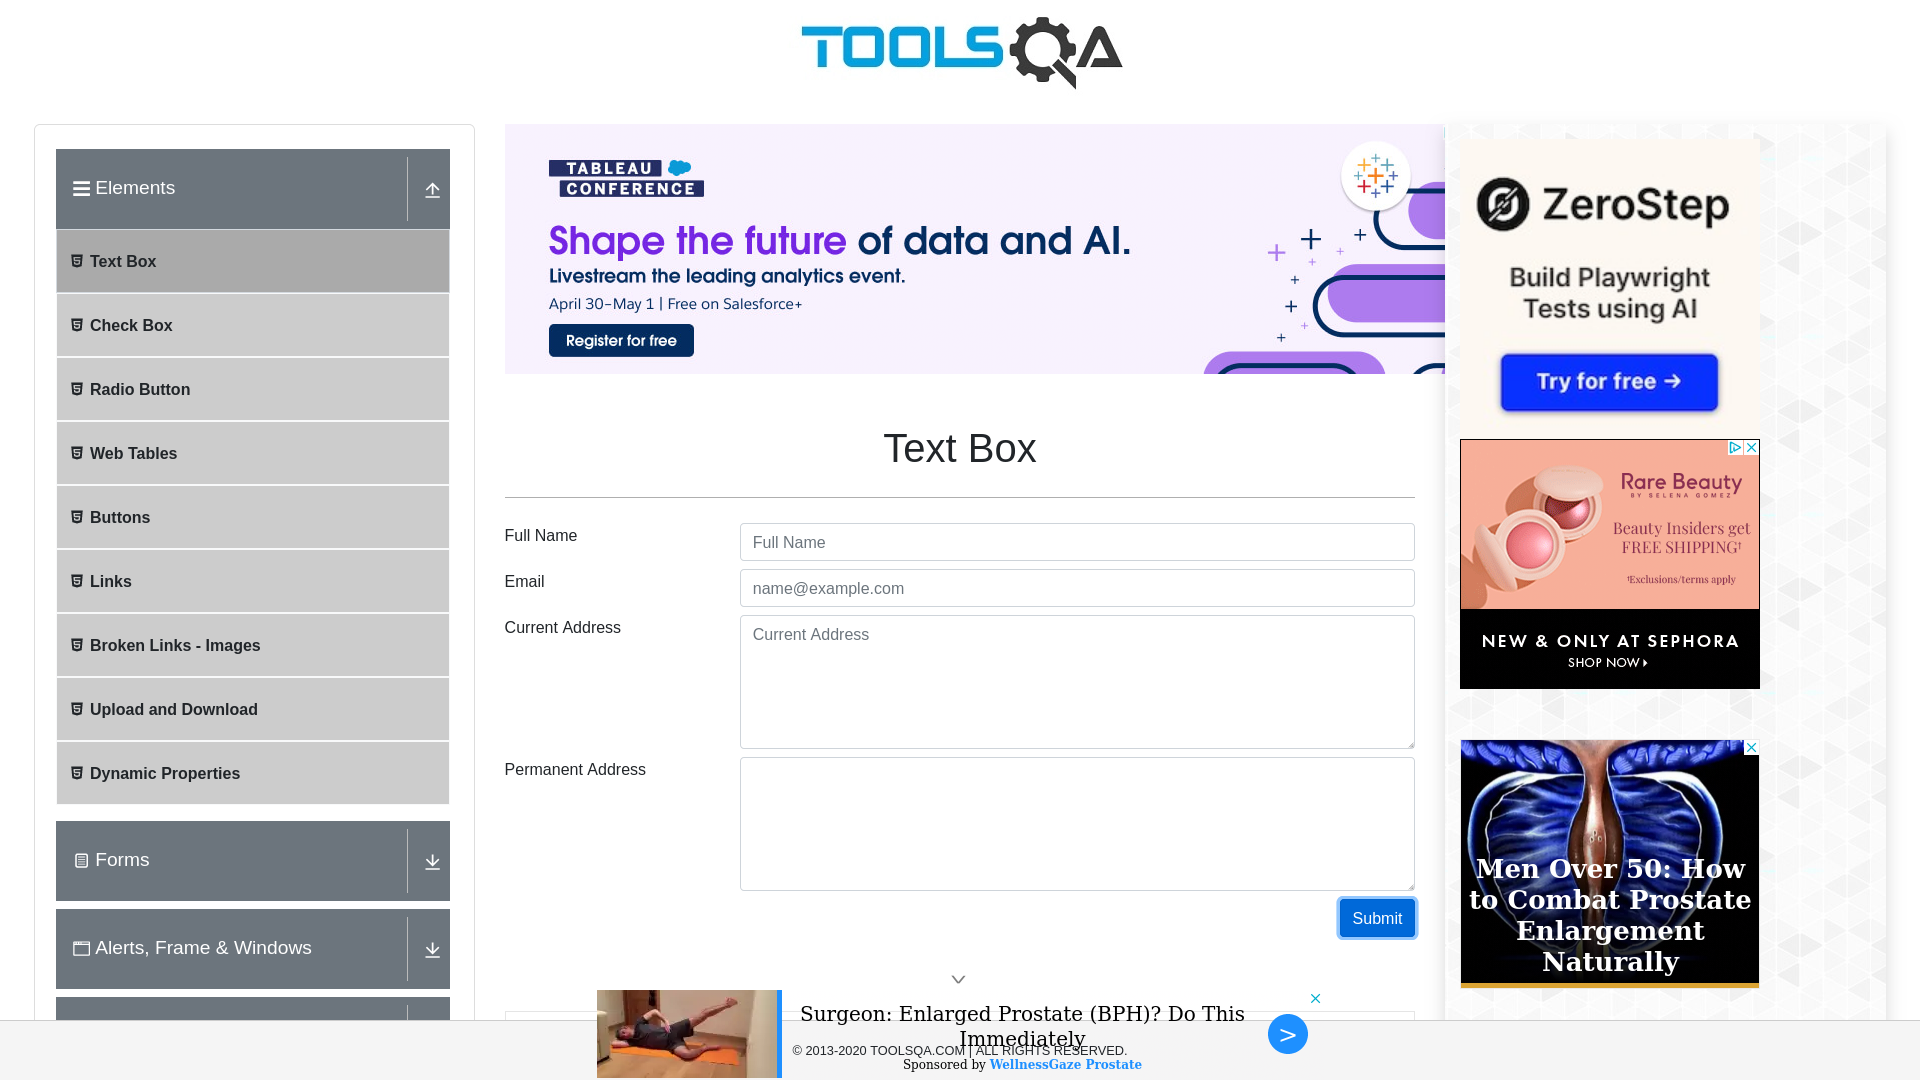 TOOLSQA
Elements
Text Box
Check Box
Radio Button
Web Tables
Buttons
Links
Broken Links - Images
Upload and Download
Dynamic Properties
Forms
Alerts, Frame & Windows
TABLEAU
CONFERENCE
Shape the future of data and AI.
Livestream the leading analytics event.
April 30–May 1 | Free on Salesforce+
Register for free
Text Box
Full Name
Full Name
Email
name@example.com
Current Address
Current Address
Permanent Address
Submit
ZeroStep
Build Playwright
Tests using AI
Try for free →
Rare Beauty
BY SELENA GOMEZ
Beauty Insiders get
FREE SHIPPING†
†Exclusions/terms apply
NEW & ONLY AT SEPHORA
SHOP NOW
Men Over 50: How
to Combat Prostate
Enlargement
Naturally
Surgeon: Enlarged Prostate (BPH)? Do This
Immediately
© 2013-2020 TOOLSQA.COM | ALL RIGHTS RESERVED.
Sponsored by WellnessGaze Prostate